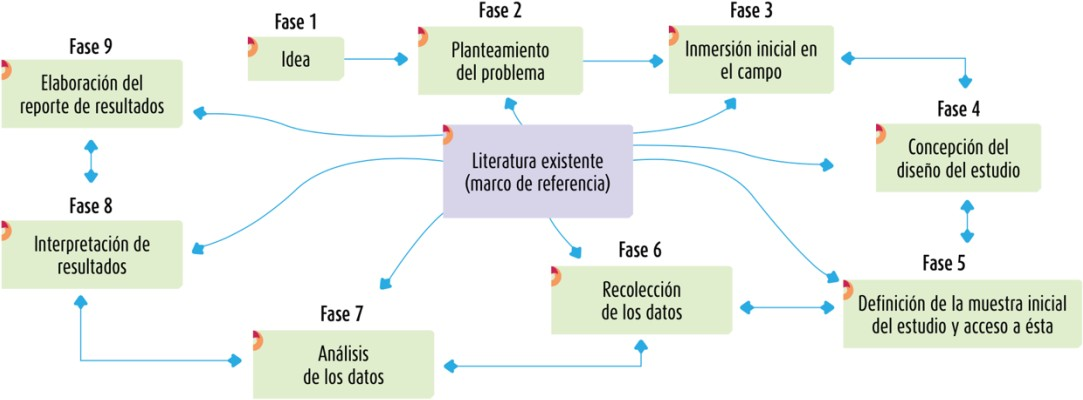 Fase 1
Idea
Fase 2
Planteamiento
del problema
Fase 3
Inmersión inicial en
el campo
Fase 4
Concepción del
diseño del estudio
Fase 5
Definición de la muestra inicial
del estudio y acceso a ésta
Fase 6
Recolección
de los datos
Fase 7
Análisis
de los datos
Fase 8
Interpretación de
resultados
Fase 9
Elaboración del
reporte de resultados
Literatura existente
(marco de referencia)